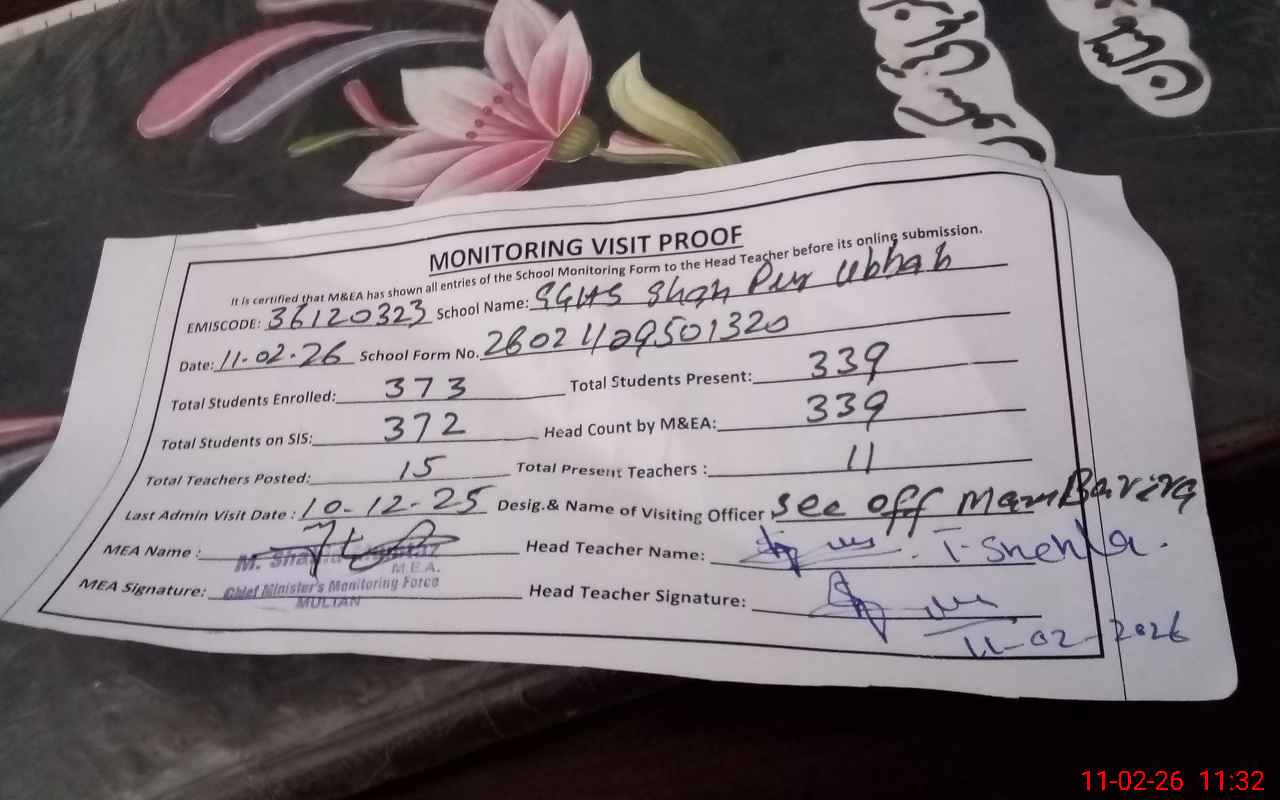 MONITORING VISIT PROOF
It is certified that M&EA has shown all entries of the School Monitoring Form to the Head Teacher before its online submission.
EMISCODE: 36120323 School Name: GGHS Shah Pur Ubhah
Date: 11-02-26 School Form No. 26021109501320
Total Students Enrolled: 373 Total Students Present: 339
Total Students on SIS: 372 Head Count by M&EA: 339
Total Teachers Posted: 15 Total Present Teachers : 11
Last Admin Visit Date : 10-12-25 Desig.& Name of Visiting Officer See off Mam
MEA Name : M. Head Teacher Name: T-Shehla.
M.E.A.
MEA Signature: Chief Minister's Monitoring Force Head Teacher Signature:
MULTAN
11-02-2026
11-02-26 11:32